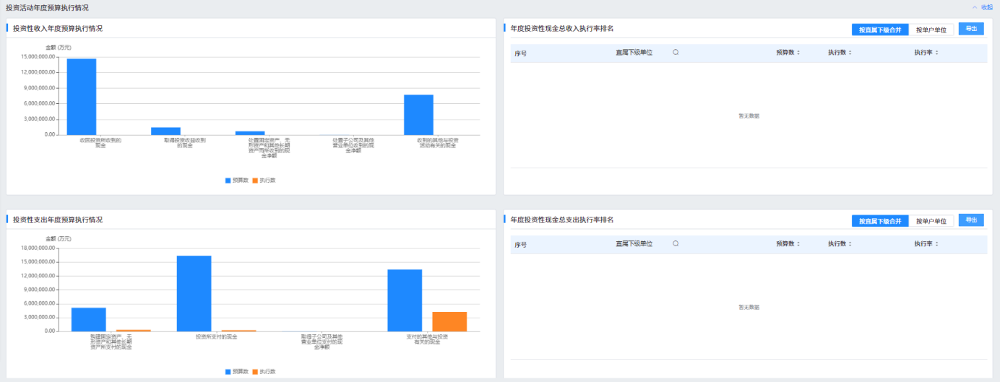 投资活动年度预算执行情况
收起
投资性收入年度预算执行情况
金额 (万元)
15,000,000.00
12,000,000.00
9,000,000.00
6,000,000.00
3,000,000.00
0.00
收回投资所收到的
现金
取得投资收益收到
的现金
处置固定资产、无
形资产和其他长期
资产而所收到的现
金净额
处置子公司及其他
营业单位收到的现
金净额
收到的其他与投资
活动有关的现金
预算数 执行数
年度投资性现金总收入执行率排名
按直属下级合并 按单户单位 导出
序号 直属下级单位 预算数 执行数 执行率
暂无数据
投资性支出年度预算执行情况
金额 (万元)
18,000,000.00
15,000,000.00
12,000,000.00
9,000,000.00
6,000,000.00
3,000,000.00
0.00
购建固定资产、无
形资产和其他长期
资产所支付的现金
投资所支付的现金
取得子公司及其他
营业单位支付的现
金净额
支付的其他与投资
有关的现金
预算数 执行数
年度投资性现金总支出执行率排名
按直属下级合并 按单户单位 导出
序号 直属下级单位 预算数 执行数 执行率
暂无数据